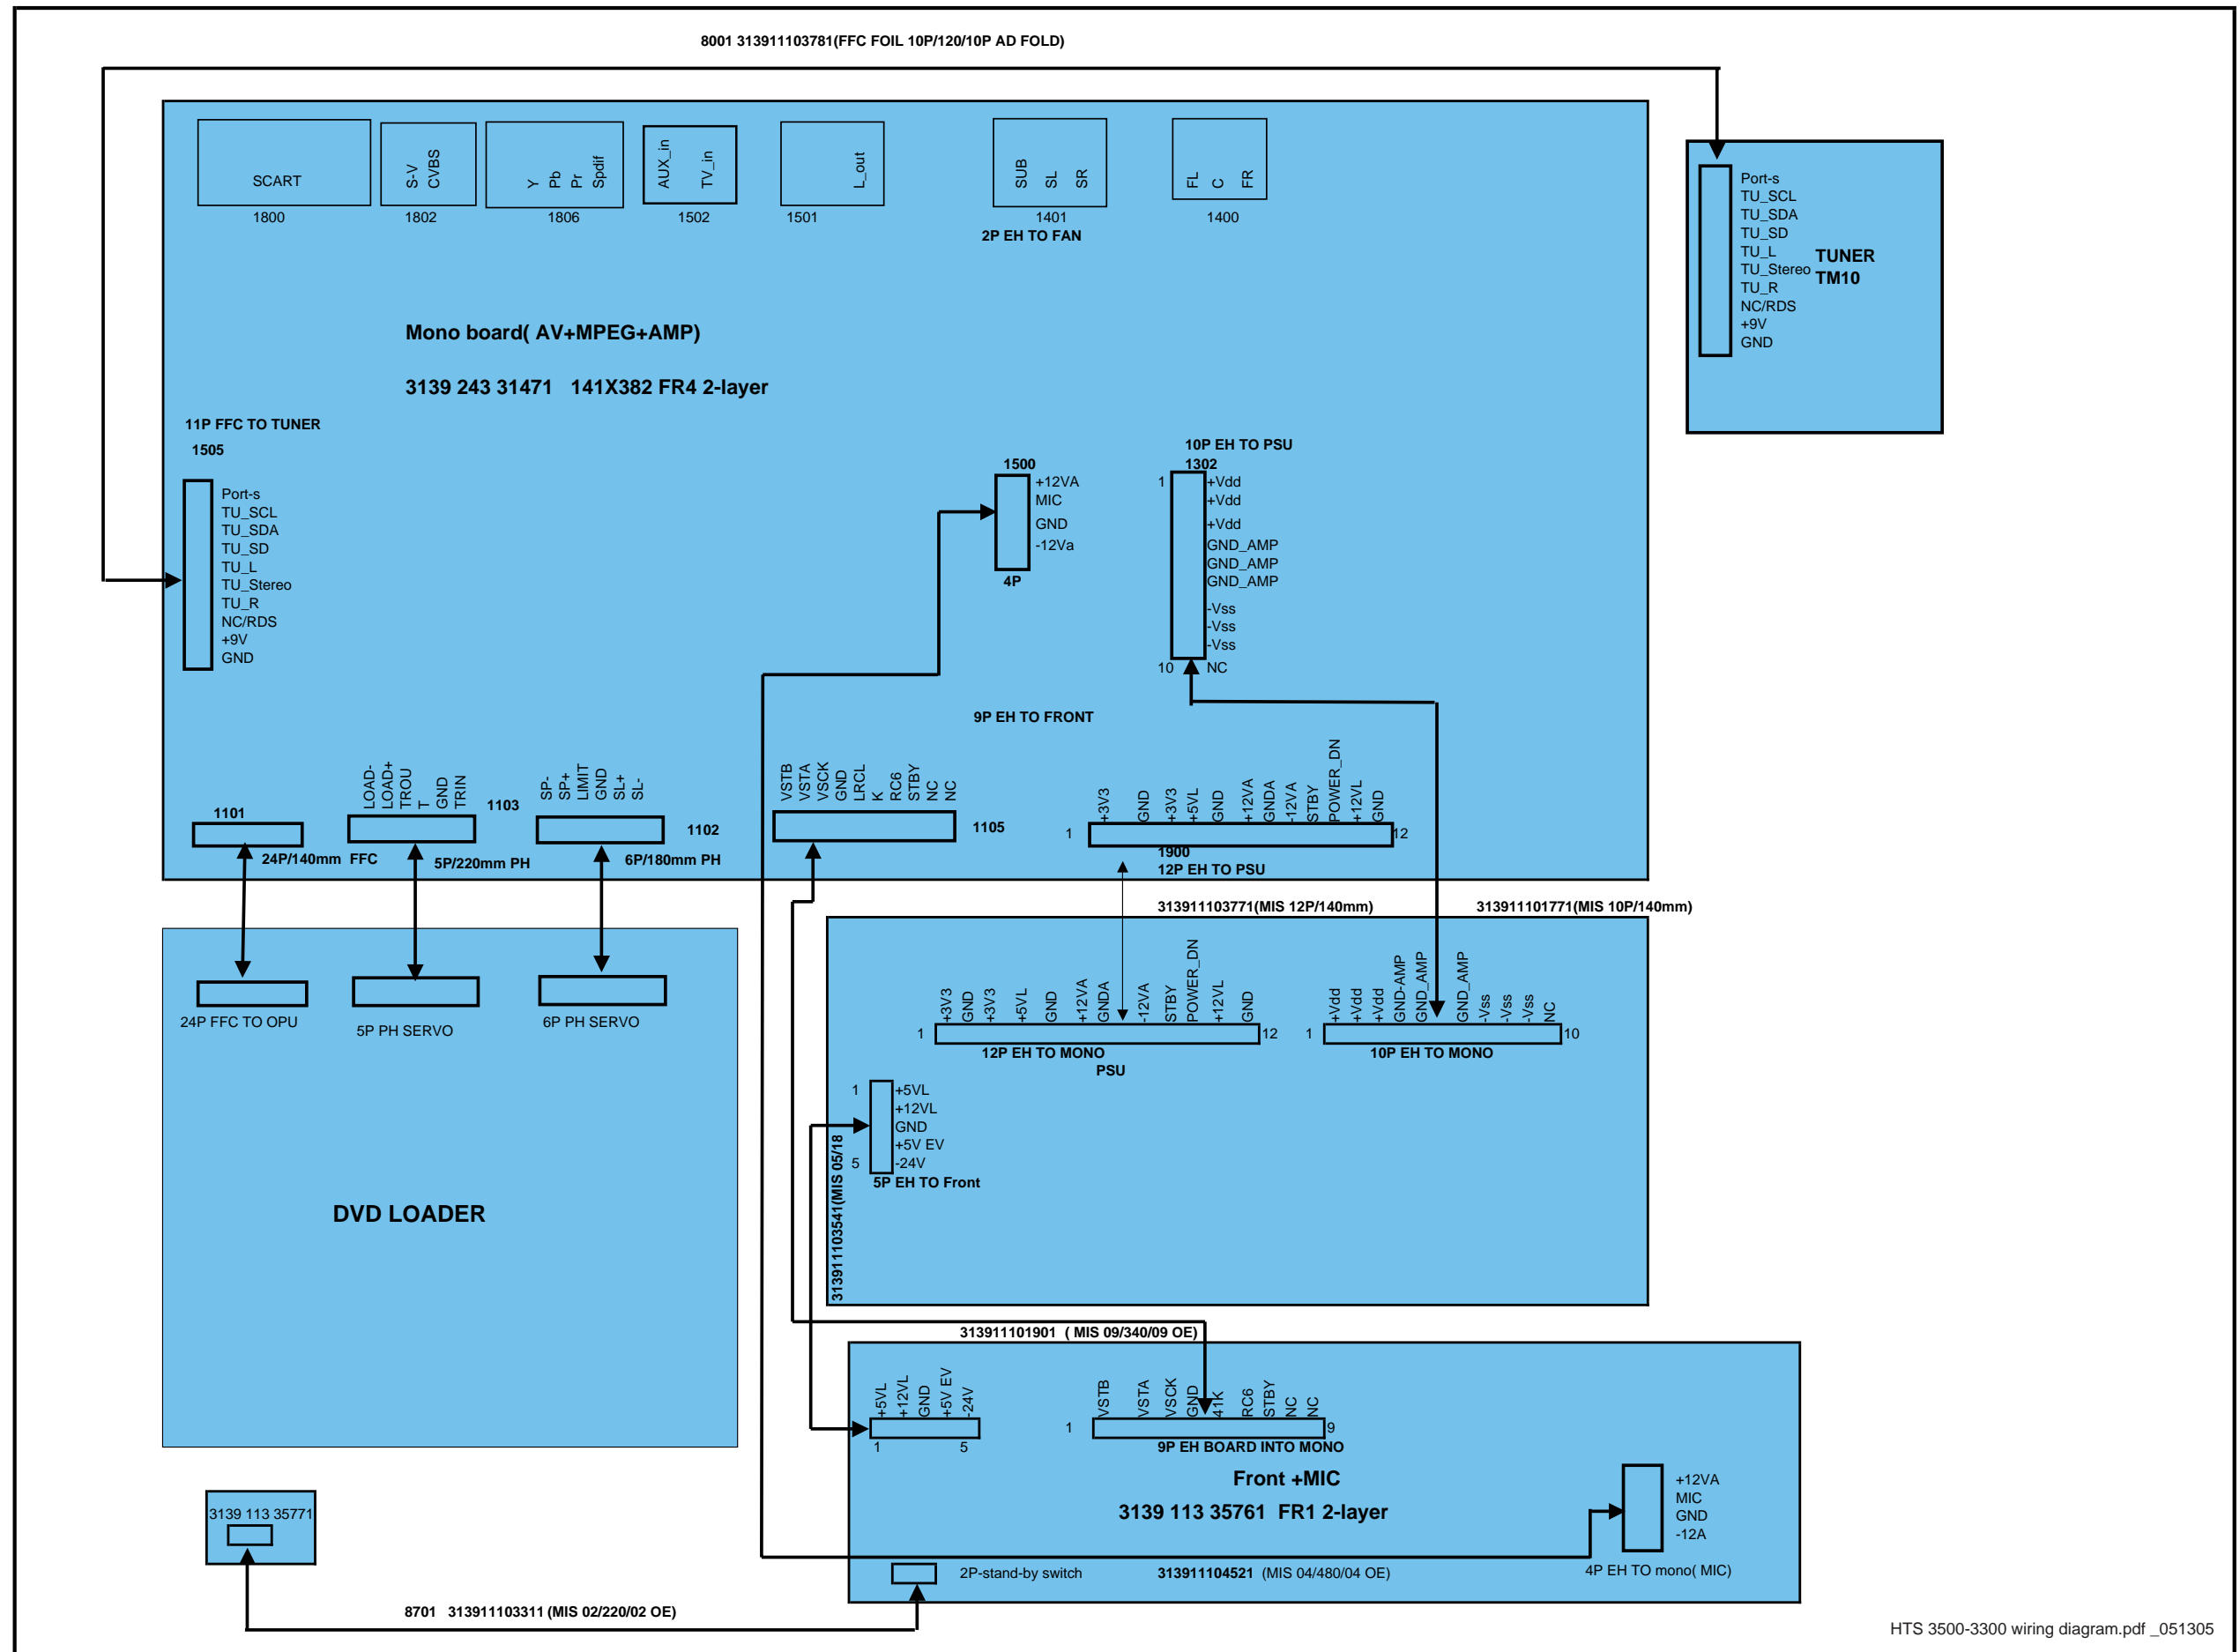 8001 313911103781(FFC FOIL 10P/120/10P AD FOLD)
SCART
1800
S-V
CVBS
1802
Y
Pb
Pr
Spdif
1806
AUX_in
TV_in
1502
L_out
1501
SUB
SL
SR
1401
2P EH TO FAN
FL
C
FR
1400
Port-s
TU_SCL
TU_SDA
TU_SD
TU_L
TU_Stereo
TU_R
NC/RDS
+9V
GND
TUNER
TM10
Mono board( AV+MPEG+AMP)
3139 243 31471 141X382 FR4 2-layer
11P FFC TO TUNER
1505
Port-s
TU_SCL
TU_SDA
TU_SD
TU_L
TU_Stereo
TU_R
NC/RDS
+9V
GND
1500
+12VA
MIC
GND
-12Va
4P
10P EH TO PSU
1302
1
+Vdd
+Vdd
+Vdd
GND_AMP
GND_AMP
GND_AMP
-Vss
-Vss
-Vss
10
NC
9P EH TO FRONT
1101
24P/140mm FFC
LOAD-
LOAD+
TROU
T
GND
TRIN
1103
5P/220mm PH
SP-
SP+
LIMIT
GND
SL+
SL-
1102
6P/180mm PH
VSTB
VSTA
VSCK
GND
LRCL
K
RC6
STBY
NC
NC
1105
+3V3
GND
+3V3
+5VL
GND
+12VA
GNDA
-12VA
STBY
POWER_DN
+12VL
GND
1
12
1900
12P EH TO PSU
313911103771(MIS 12P/140mm)
313911101771(MIS 10P/140mm)
24P FFC TO OPU
5P PH SERVO
6P PH SERVO
DVD LOADER
+3V3
GND
+3V3
+5VL
GND
+12VA
GNDA
-12VA
STBY
POWER_DN
+12VL
GND
1
12
12P EH TO MONO
PSU
+Vdd
+Vdd
+Vdd
GND-AMP
GND_AMP
GND_AMP
-Vss
-Vss
-Vss
NC
1
10
10P EH TO MONO
1
+5VL
+12VL
GND
+5V EV
5
-24V
5P EH TO Front
313911103541(MIS 05/18
313911101901 ( MIS 09/340/09 OE)
+5VL
+12VL
GND
+5V EV
-24V
1
5
VSTB
VSTA
VSCK
GND
41K
RC6
STBY
NC
NC
1
9
9P EH BOARD INTO MONO
Front +MIC
3139 113 35761 FR1 2-layer
+12VA
MIC
GND
-12A
4P EH TO mono( MIC)
2P-stand-by switch
313911104521 (MIS 04/480/04 OE)
3139 113 35771
8701 313911103311 (MIS 02/220/02 OE)
HTS 3500-3300 wiring diagram.pdf _051305